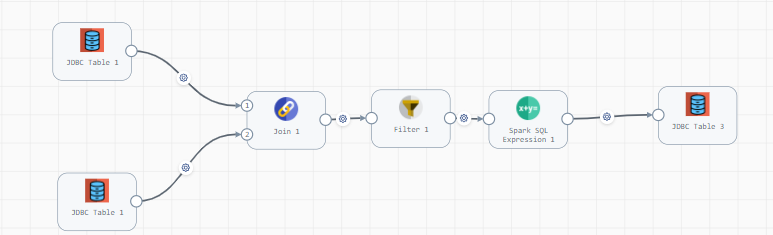 JDBC Table 1
1
2
Join 1
Filter 1
x+y=
Spark SQL
Expression 1
JDBC Table 3
JDBC Table 1